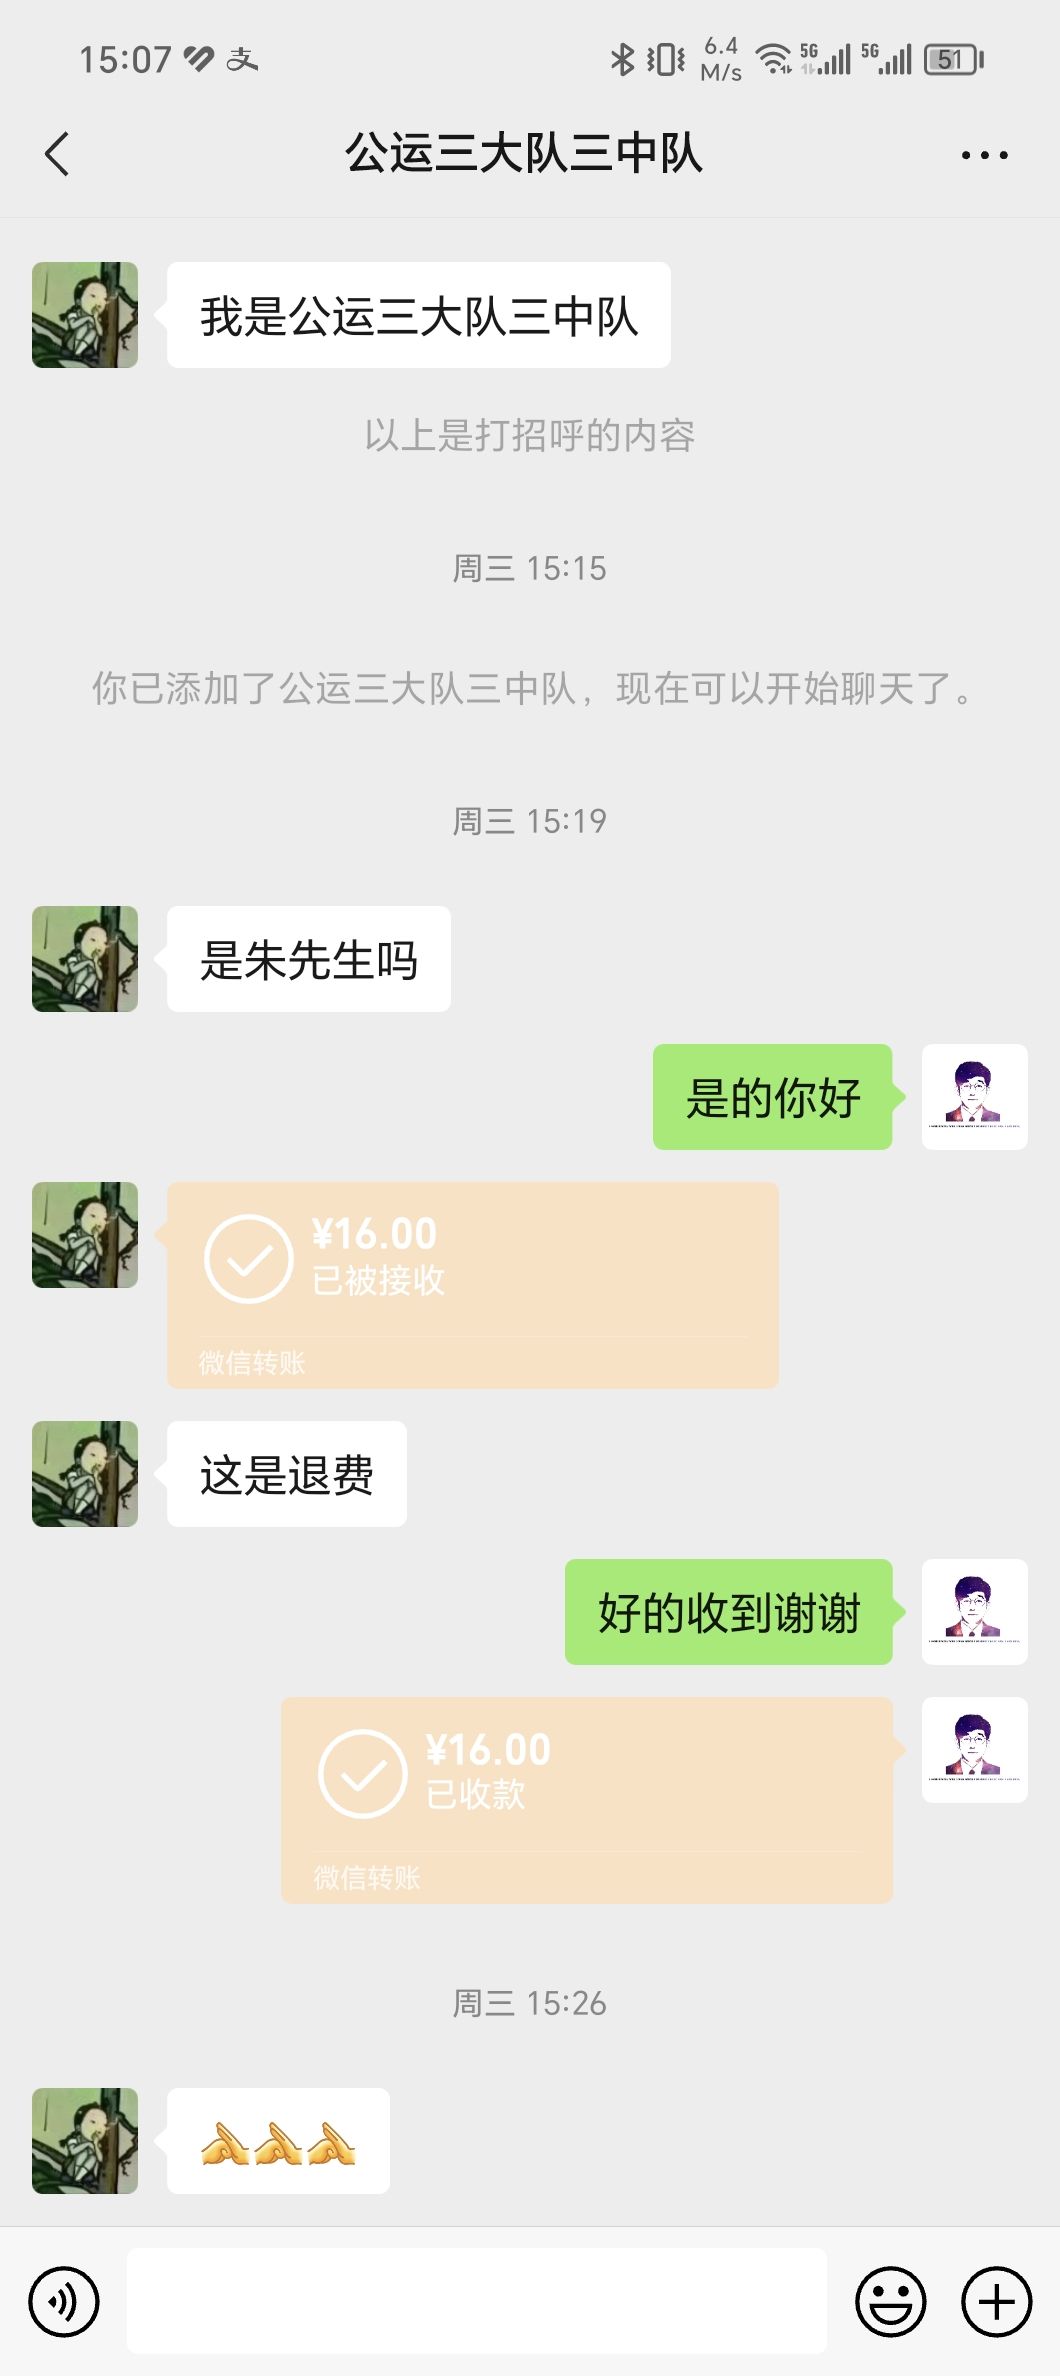 15:07 支 6.4 M/s 5G 5G 51
公运三大队三中队
我是公运三大队三中队
以上是打招呼的内容
周三 15:15
你已添加了公运三大队三中队，现在可以开始聊天了。
周三 15:19
是朱先生吗
是的你好
¥16.00
已被接收
微信转账
这是退费
好的收到谢谢
¥16.00
已收款
微信转账
周三 15:26